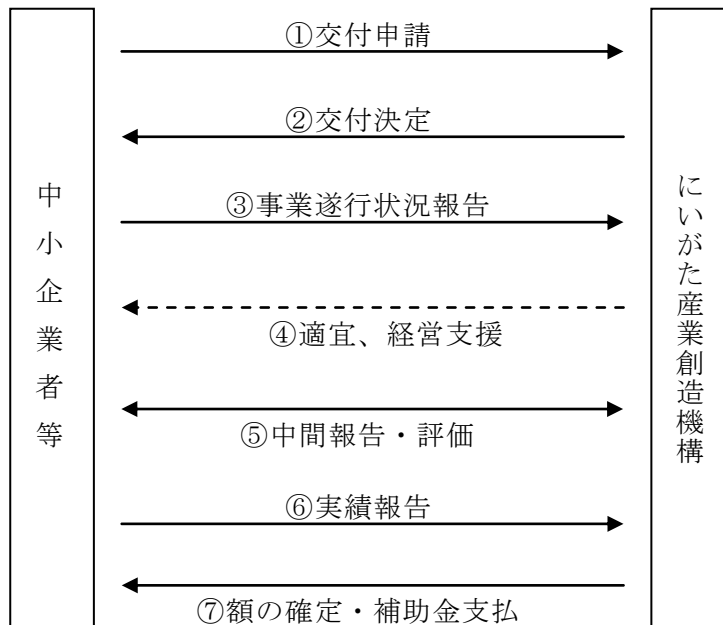 中小企業者等
①交付申請
②交付決定
③事業遂行状況報告
④適宜、経営支援
⑤中間報告・評価
⑥実績報告
⑦額の確定・補助金支払
にいがた産業創造機構